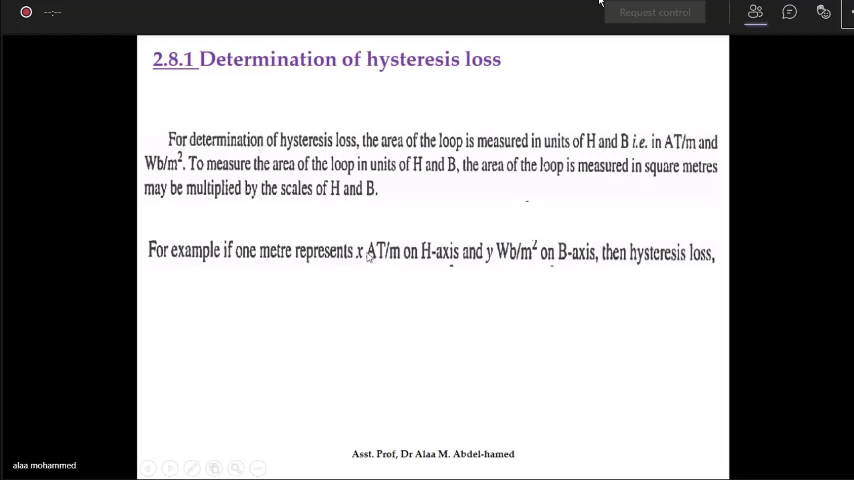 --:--
Request control
2.8.1 Determination of hysteresis loss
For determination of hysteresis loss, the area of the loop is measured in units of H and B i.e. in AT/m and
Wb/m². To measure the area of the loop in units of H and B, the area of the loop is measured in square metres
may be multiplied by the scales of H and B.
For example if one metre represents x AT/m on H-axis and y Wb/m² on B-axis, then hysteresis loss,
Asst. Prof, Dr Alaa M. Abdel-hamed
alaa mohammed